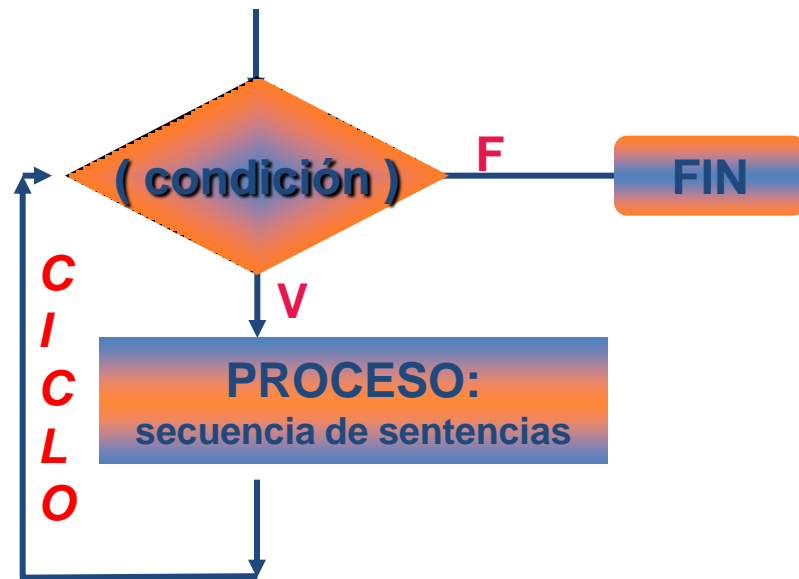 ( condición )
F
FIN
V
C
I
C
L
O
PROCESO:
secuencia de sentencias